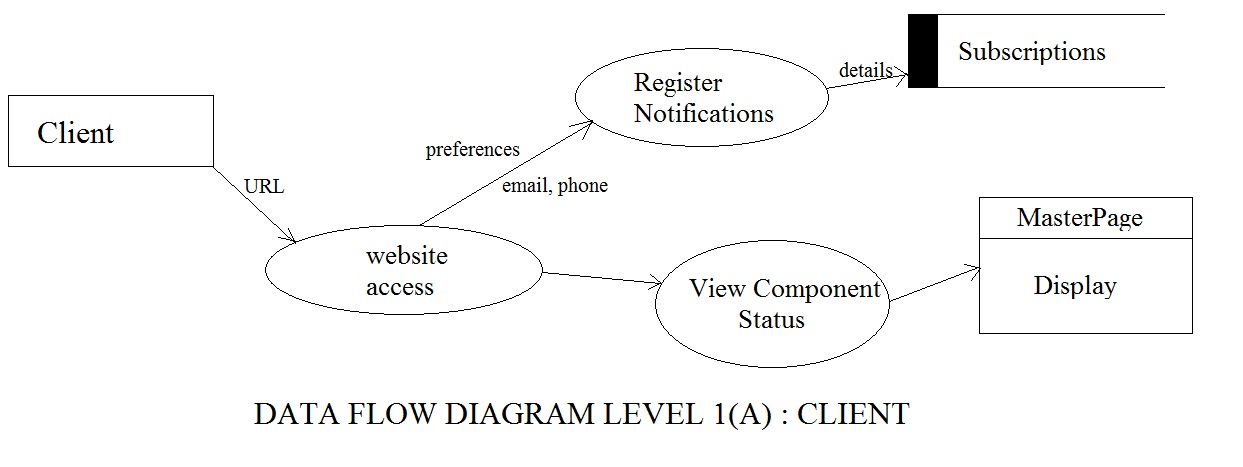 Subscriptions
details
Register
Notifications
Client
preferences
URL
email, phone
MasterPage
website
access
View Component
Status
Display
DATA FLOW DIAGRAM LEVEL 1(A) : CLIENT